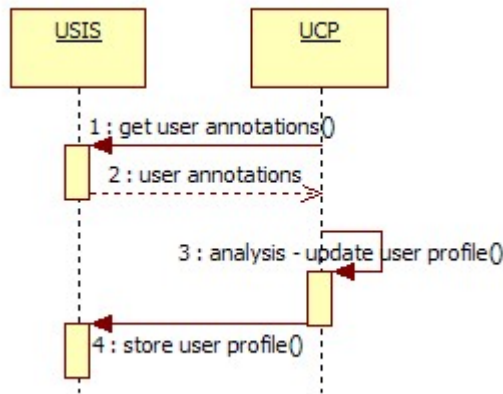 USIS
UCP
1 : get user annotations()
2 : user annotations
3 : analysis - update user profile()
4 : store user profile()